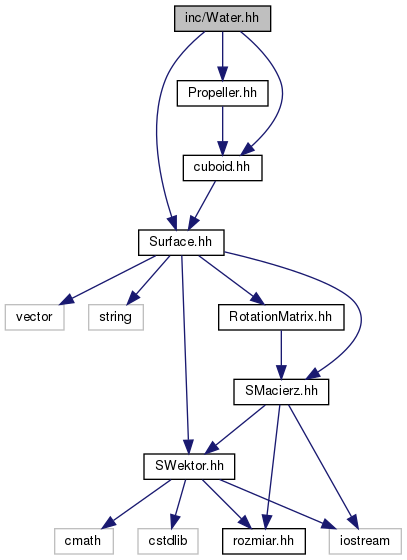 inc/Water.hh
Propeller.hh
cuboid.hh
Surface.hh
vector
string
RotationMatrix.hh
SMacierz.hh
SWektor.hh
cmath
cstdlib
rozmiar.hh
iostream